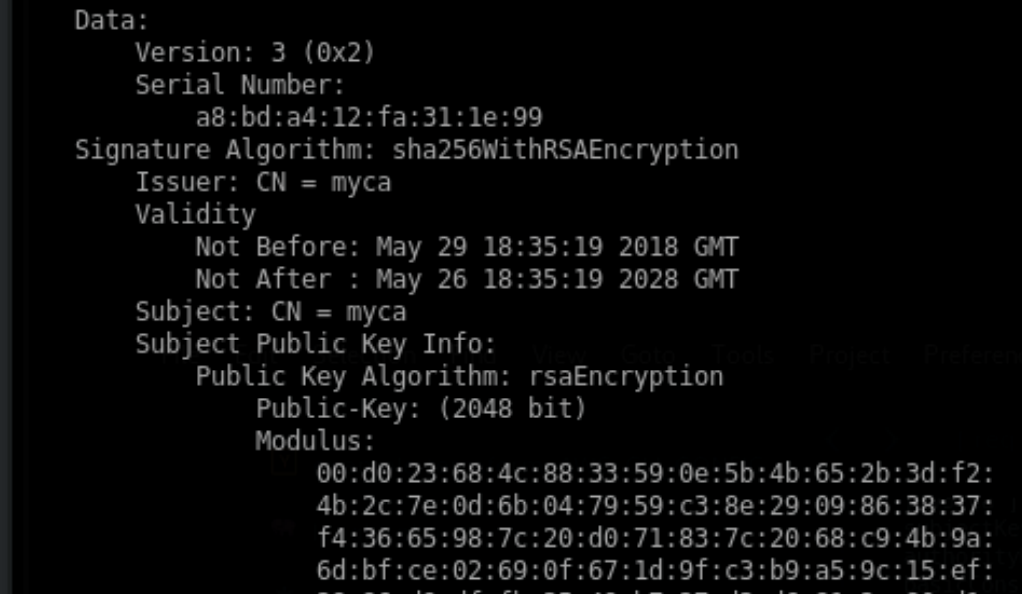 Data:
Version: 3 (0x2)
Serial Number:
a8:bd:a4:12:fa:31:1e:99
Signature Algorithm: sha256WithRSAEncryption
Issuer: CN = myca
Validity
Not Before: May 29 18:35:19 2018 GMT
Not After : May 26 18:35:19 2028 GMT
Subject: CN = myca
Subject Public Key Info:
View Goto Tools Project Preferen
Public Key Algorithm: rsaEncryption
Public-Key: (2048 bit)
Modulus:
00:d0:23:68:4c:88:33:59:0e:5b:4b:65:2b:3d:f2:
4b:2c:7e:0d:6b:04:79:59:c3:8e:29:09:86:38:37:
f4:36:65:98:7c:20:d0:71:83:7c:20:68:c9:4b:9a:
6d:bf:ce:02:69:0f:67:1d:9f:c3:b9:a5:9c:15:ef: